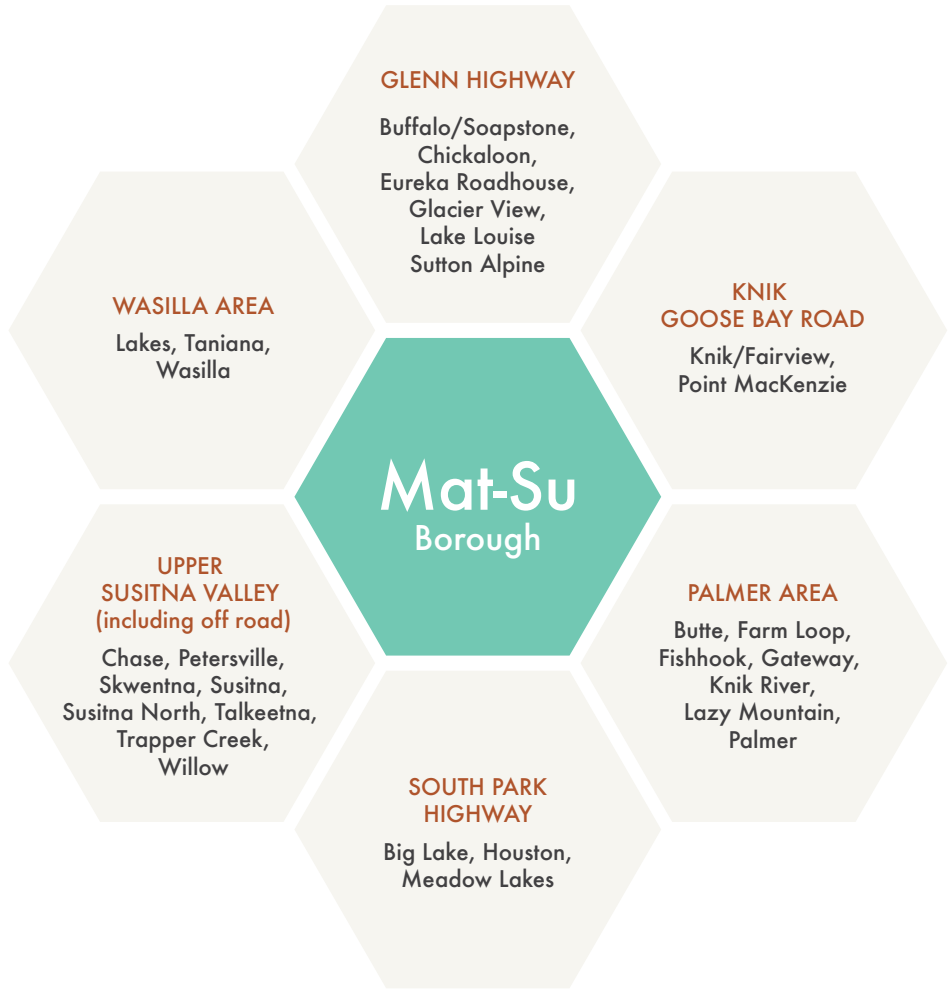 GLENN HIGHWAY
Buffalo/Soapstone,
Chickaloon,
Eureka Roadhouse,
Glacier View,
Lake Louise
Sutton Alpine
WASILLA AREA
Lakes, Taniana,
Wasilla
KNIK
GOOSE BAY ROAD
Knik/Fairview,
Point MacKenzie
Mat-Su
Borough
UPPER
SUSITNA VALLEY
(including off road)
Chase, Petersville,
Skwentna, Susitna,
Susitna North, Talkeetna,
Trapper Creek,
Willow
PALMER AREA
Butte, Farm Loop,
Fishhook, Gateway,
Knik River,
Lazy Mountain,
Palmer
SOUTH PARK
HIGHWAY
Big Lake, Houston,
Meadow Lakes